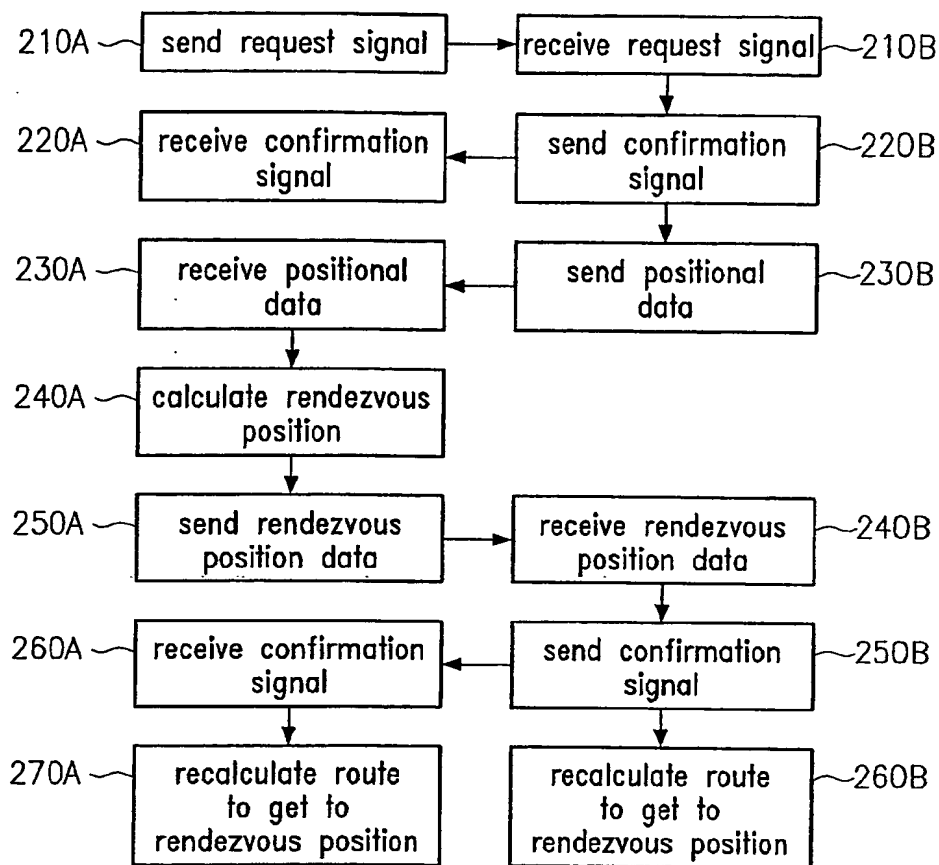 210A
send request signal
receive request signal
210B
220A
receive confirmation
signal
send confirmation
signal
220B
230A
receive positional
data
send positional
data
230B
240A
calculate rendezvous
position
250A
send rendezvous
position data
receive rendezvous
position data
240B
260A
receive confirmation
signal
send confirmation
signal
250B
270A
recalculate route
to get to
rendezvous position
recalculate route
to get to
rendezvous position
260B